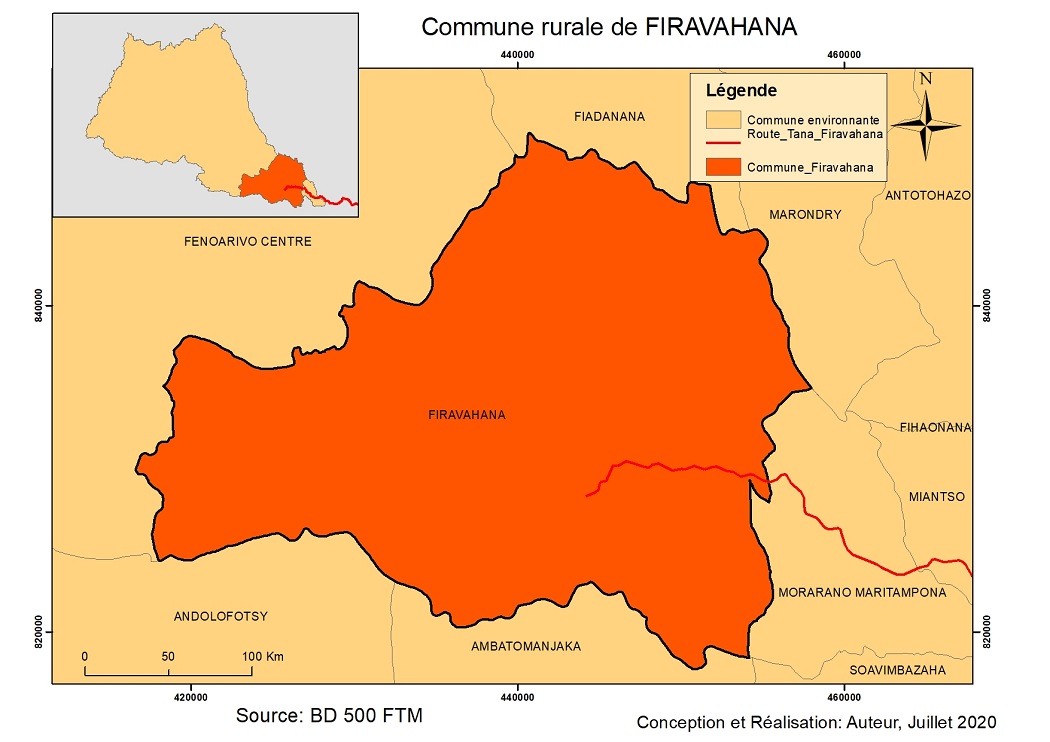 Commune rurale de FIRAVAHANA
440000
460000
N
Légende
Commune environnante
Route_Tana_Firavahana
Commune_Firavahana
FIADANANA
ANTOTOHAZO
MARONDRY
FENOARIVO CENTRE
840000
840000
FIRAVAHANA
FIHAONANA
MIANTSO
MORARANO MARITAMPONA
ANDOLOFOTSY
820000
820000
AMBATOMANJAKA
SOAVIMBAZAHA
0 50 100 Km
420000
440000
460000
Source: BD 500 FTM
Conception et Réalisation: Auteur, Juillet 2020